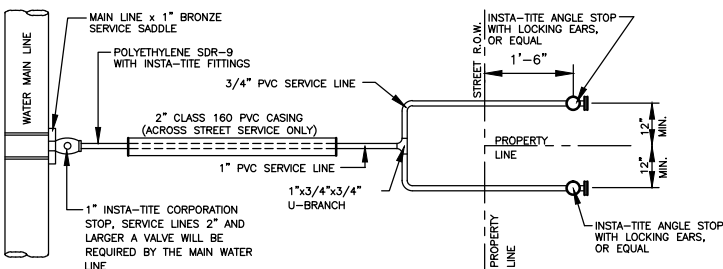 MAIN LINE x 1" BRONZE
SERVICE SADDLE
POLYETHYLENE SDR-9
WITH INSTA-TITE FITTINGS
WATER MAIN LINE
3/4" PVC SERVICE LINE
2" CLASS 160 PVC CASING
(ACROSS STREET SERVICE ONLY)
1" PVC SERVICE LINE
1"x3/4"x3/4"
U-BRANCH
1" INSTA-TITE CORPORATION
STOP, SERVICE LINES 2" AND
LARGER A VALVE WILL BE
REQUIRED BY THE MAIN WATER
LINE
STREET R.O.W.
INSTA-TITE ANGLE STOP
WITH LOCKING EARS,
OR EQUAL
1'-6"
12"
MIN.
PROPERTY
LINE
12"
MIN.
INSTA-TITE ANGLE STOP
WITH LOCKING EARS,
OR EQUAL
PROPERTY
LINE